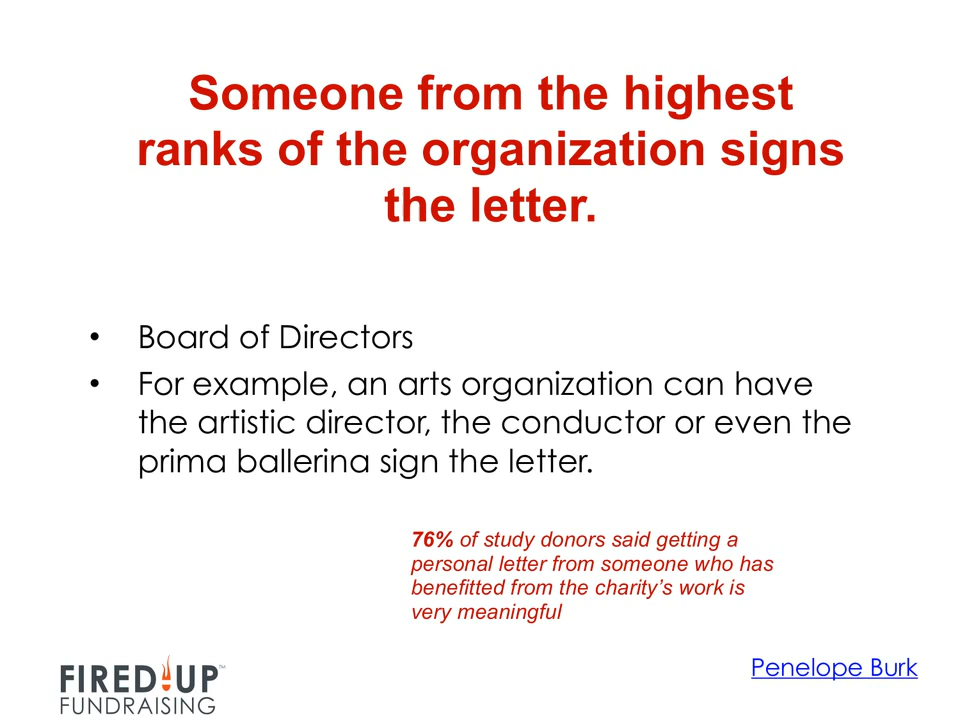 Someone from the highest
ranks of the organization signs
the letter.
• Board of Directors
• For example, an arts organization can have
the artistic director, the conductor or even the
prima ballerina sign the letter.
76% of study donors said getting a
personal letter from someone who has
benefitted from the charity’s work is
very meaningful
FIRED UP™
FUNDRAISING
Penelope Burk